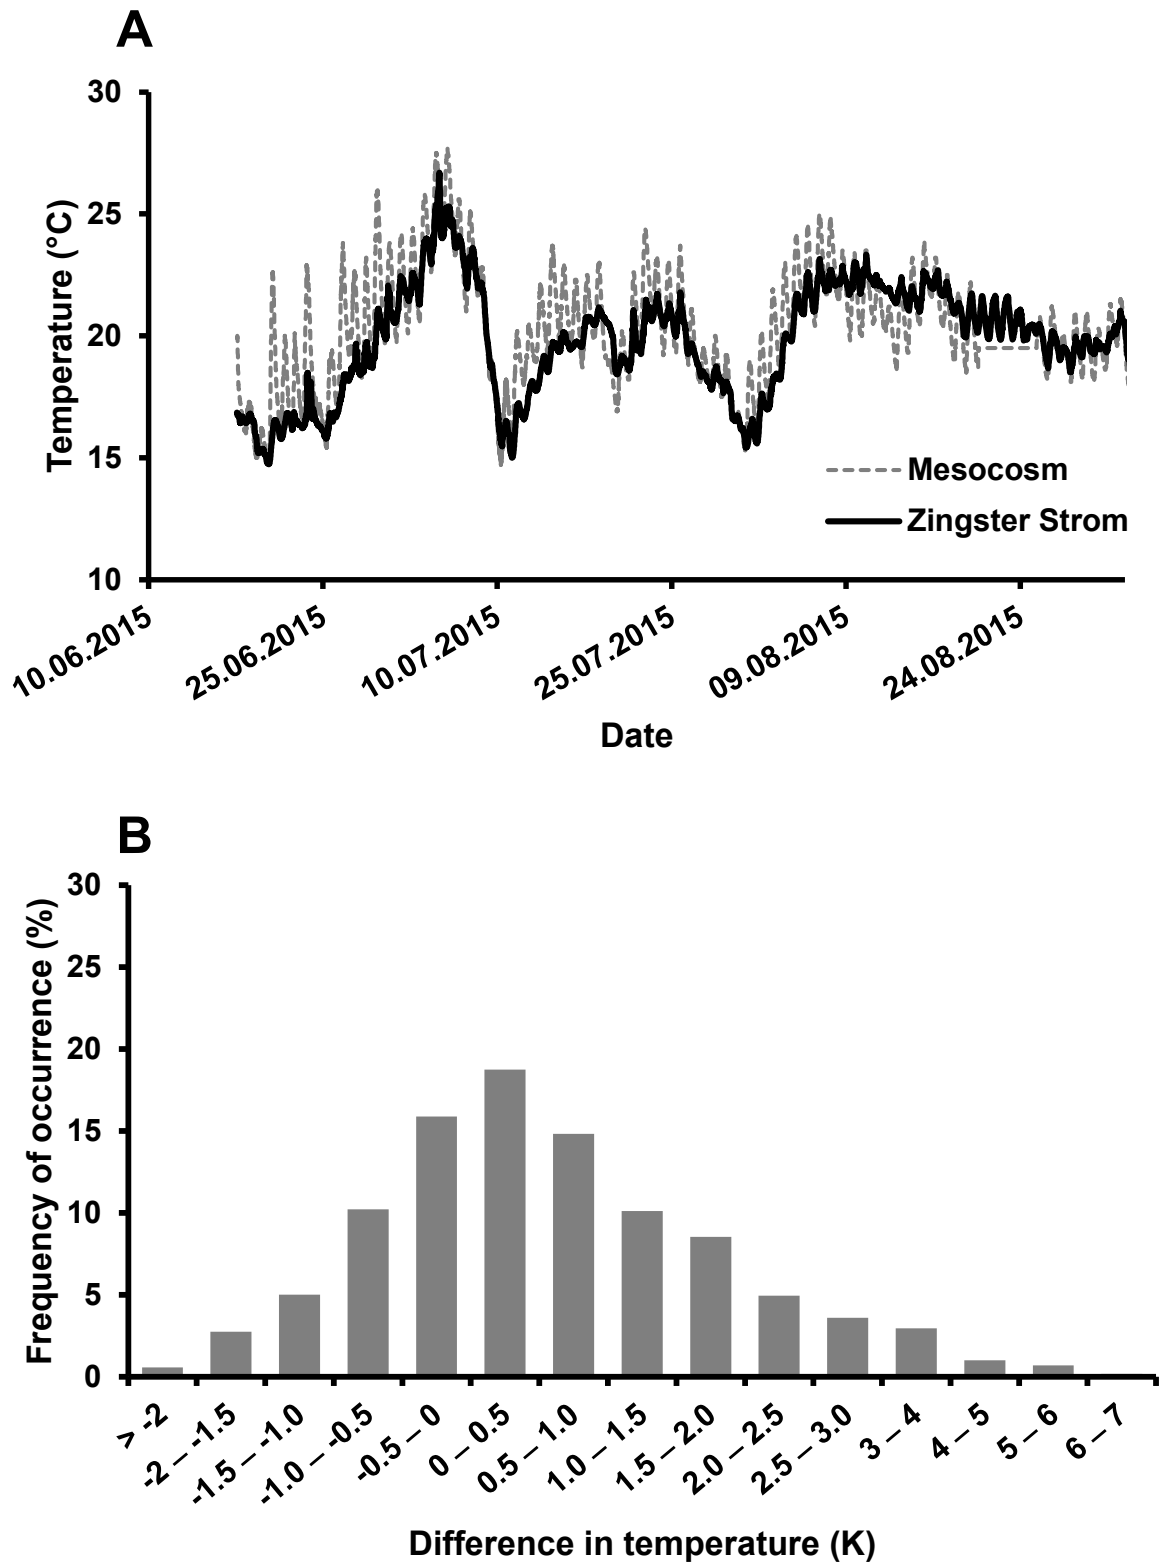 A
30
25
20
15
10
Temperature (°C)
Mesocosm
Zingster Strom
10.06.2015
25.06.2015
10.07.2015
25.07.2015
09.08.2015
24.08.2015
Date
B
30
25
20
15
10
5
0
Frequency of occurrence (%)
> -2
-2 – -1.5
-1.5 – -1.0
-1.0 – -0.5
-0.5 – 0
0 – 0.5
0.5 – 1.0
1.0 – 1.5
1.5 – 2.0
2.0 – 2.5
2.5 – 3.0
3 – 4
4 – 5
5 – 6
6 – 7
Difference in temperature (K)